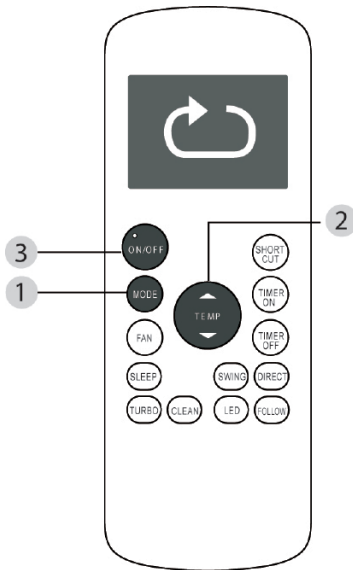 ON/OFF
SHORT
CUT
2
3
1
MODE
TEMP
TIMER
ON
FAN
TIMER
OFF
SLEEP
SWING
DIRECT
TURBO
CLEAN
LED
FOLLOW